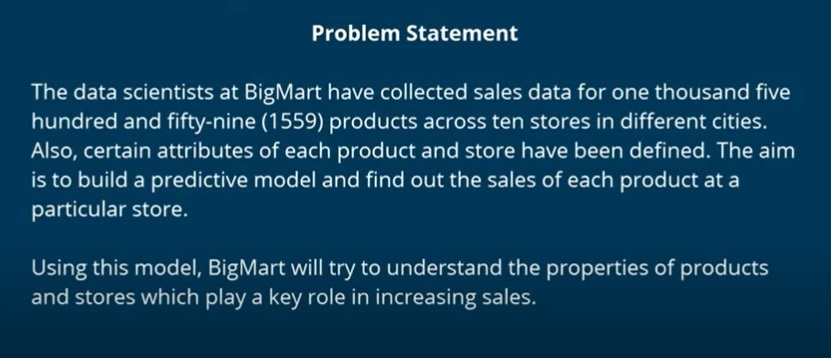 Problem Statement
The data scientists at BigMart have collected sales data for one thousand five
hundred and fifty-nine (1559) products across ten stores in different cities.
Also, certain attributes of each product and store have been defined. The aim
is to build a predictive model and find out the sales of each product at a
particular store.
Using this model, BigMart will try to understand the properties of products
and stores which play a key role in increasing sales.